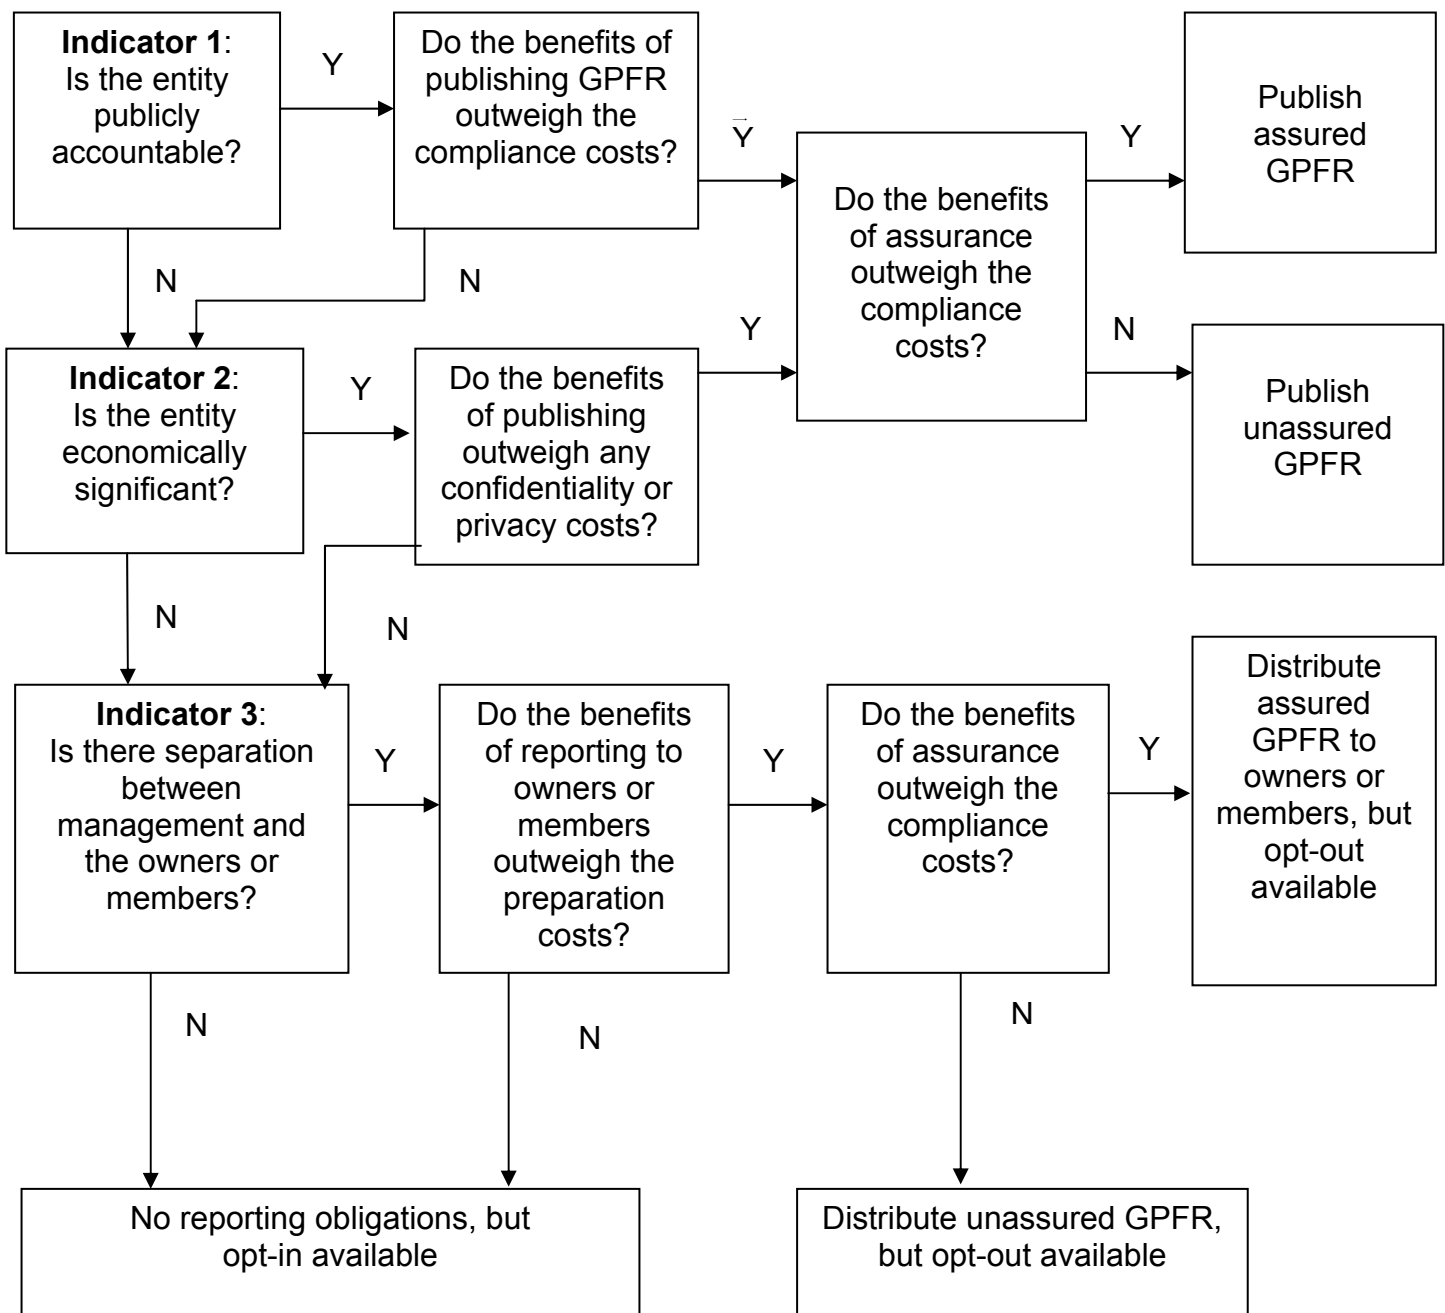 Indicator 1:
Is the entity
publicly
accountable?
Y
Do the benefits of
publishing GPFR
outweigh the
compliance costs?
Y
Do the benefits
of assurance
outweigh the
compliance
costs?
Y
Publish
assured
GPFR
N
N
Y
N
Publish
unassured
GPFR
Indicator 2:
Is the entity
economically
significant?
Y
Do the benefits
of publishing
outweigh any
confidentiality or
privacy costs?
N
N
Indicator 3:
Is there separation
between
management and
the owners or
members?
Y
Do the benefits
of reporting to
owners or
members
outweigh the
preparation
costs?
Y
Do the benefits
of assurance
outweigh the
compliance
costs?
Y
Distribute
assured
GPFR to
owners or
members, but
opt-out
available
N
N
N
No reporting obligations, but
opt-in available
Distribute unassured GPFR,
but opt-out available